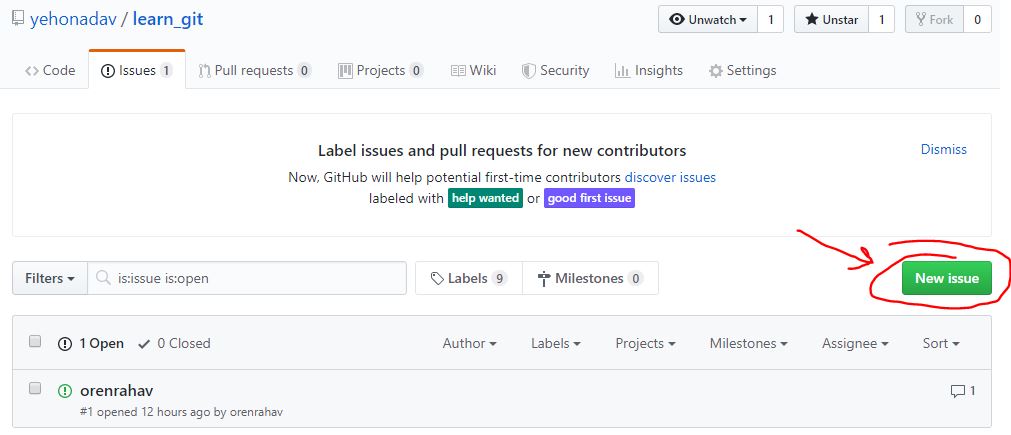 yehonadav / learn_git
Unwatch 1 Unstar 1 Fork 0
Code Issues 1 Pull requests 0 Projects 0 Wiki Security Insights Settings
Label issues and pull requests for new contributors
Dismiss
Now, GitHub will help potential first-time contributors discover issues
labeled with help wanted or good first issue
Filters is:issue is:open Labels 9 Milestones 0 New issue
1 Open 0 Closed Author Labels Projects Milestones Assignee Sort
orenrahav 1
#1 opened 12 hours ago by orenrahav